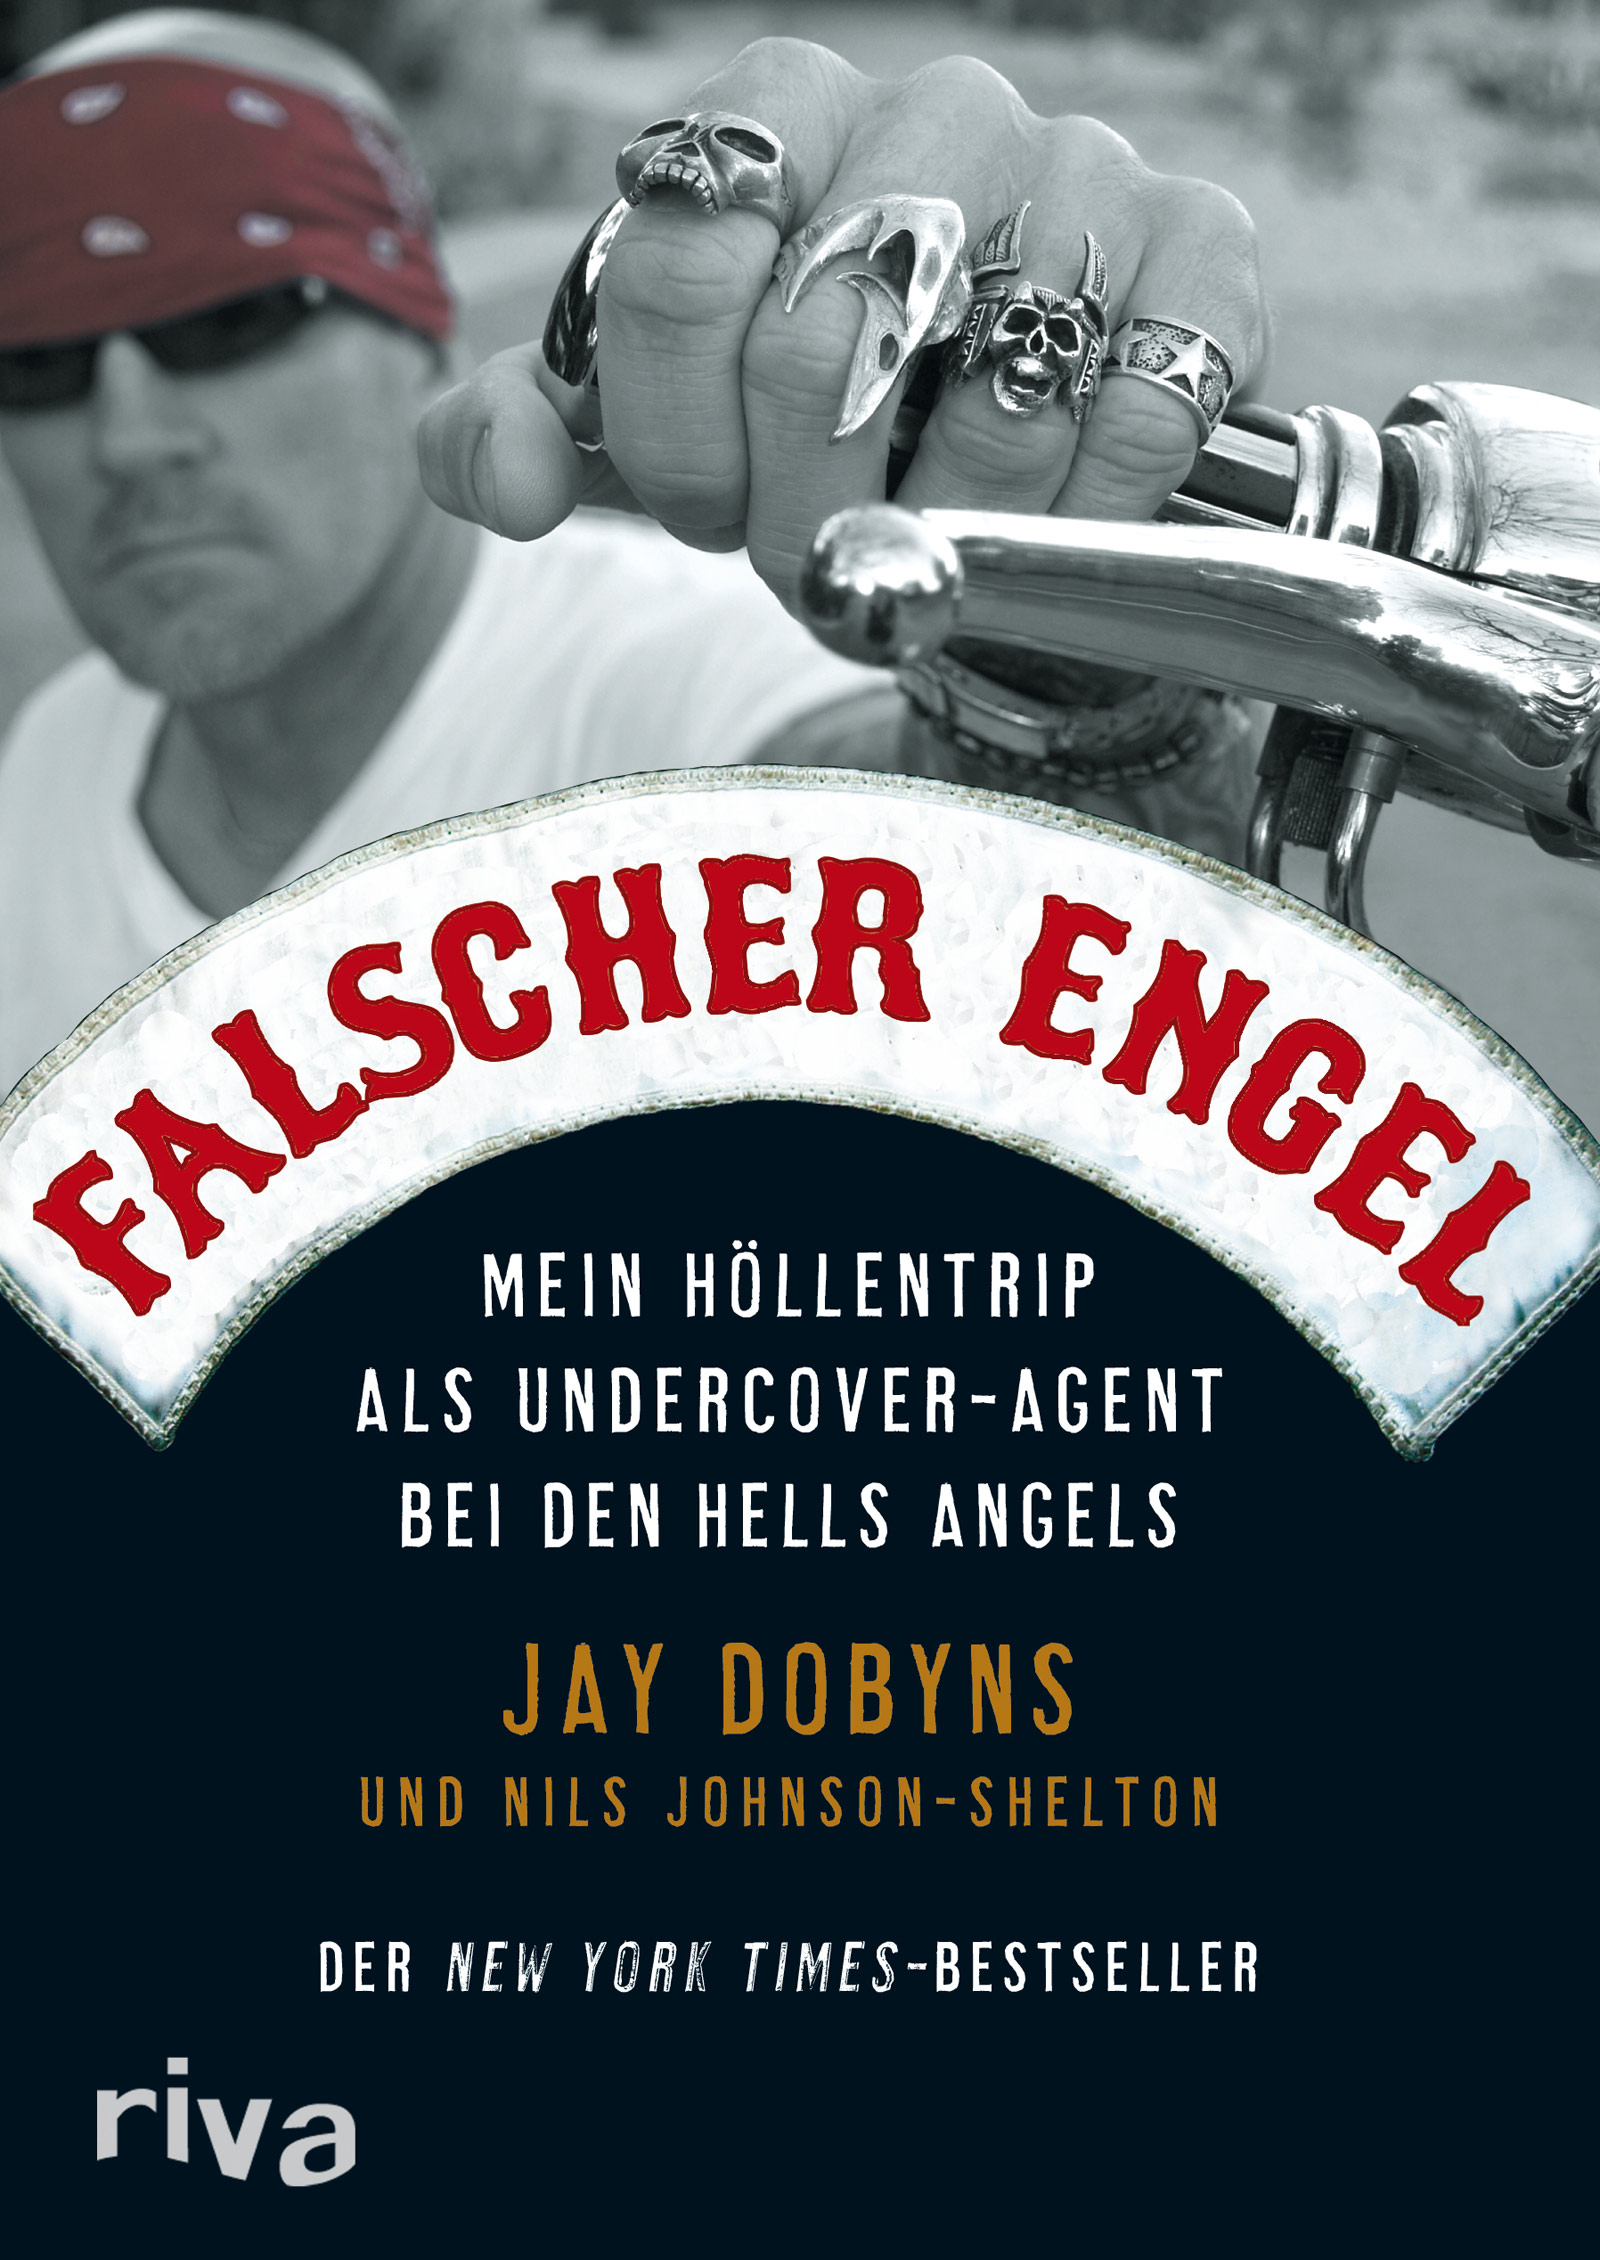 FALSCHER ENGEL
MEIN HÖLLENTRIP
ALS UNDERCOVER-AGENT
BEI DEN HELLS ANGELS
JAY DOBYNS
UND NILS JOHNSON-SHELTON
DER NEW YORK TIMES-BESTSELLER
riva